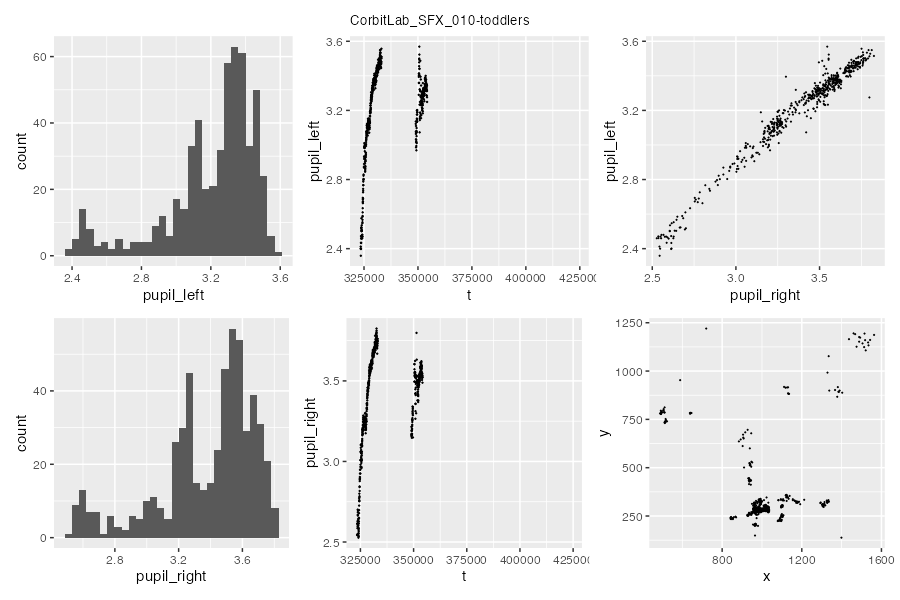 CorbitLab_SFX_010-toddlers
60
40
20
0
count
2.4 2.8 3.2 3.6
pupil_left
3.6
3.2
2.8
2.4
pupil_left
325000 350000 375000 400000 42500
t
3.6
3.2
2.8
2.4
pupil_left
2.5 3.0 3.5
pupil_right
40
20
0
count
2.8 3.2 3.6
pupil_right
3.5
3.0
2.5
pupil_right
325000 350000 375000 400000 425000
t
1250
1000
750
500
250
y
800 1000 1200 1400 1600
x